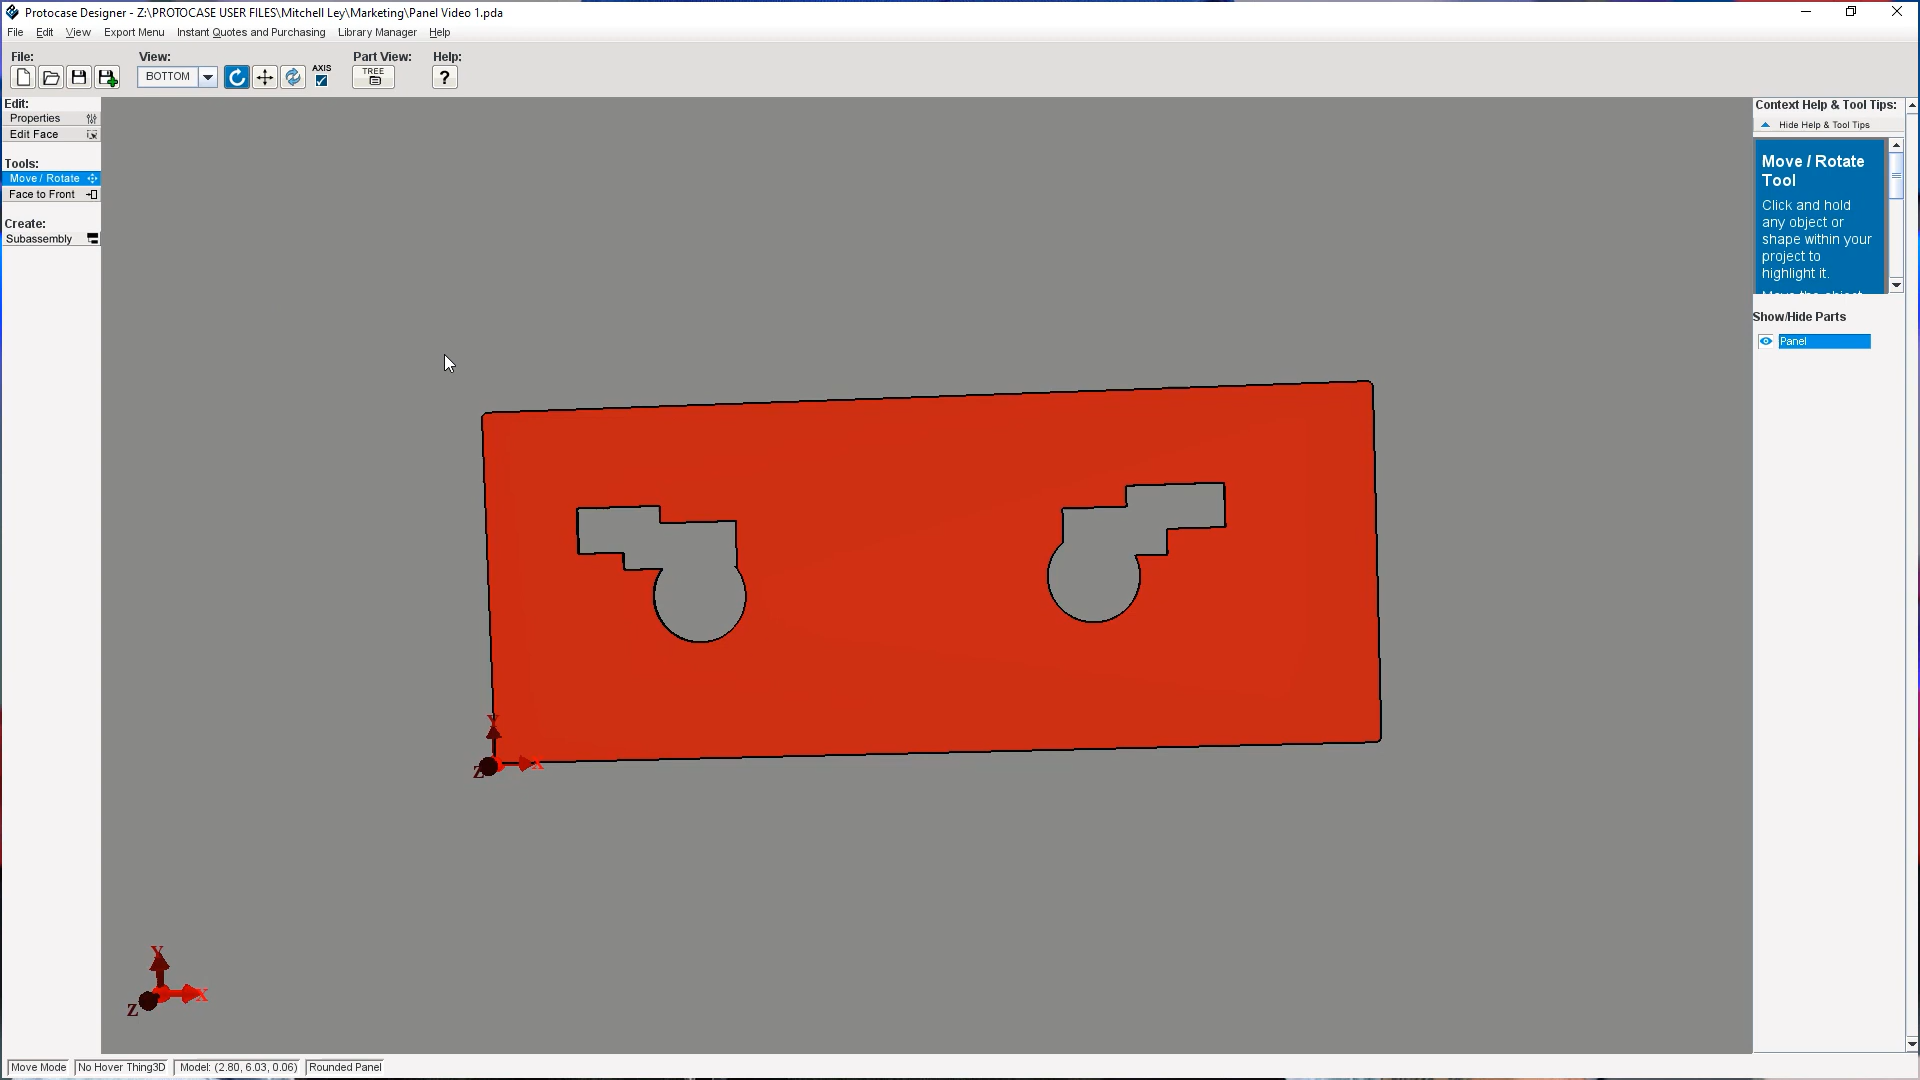 Protocase Designer - Z:\PROTOCASE USER FILES\Mitchell Ley\Marketing\Panel Video 1.pda
File Edit View Export Menu Instant Quotes and Purchasing Library Manager Help
File: View: Part View: Help:
BOTTOM AXIS TREE ?
Edit:
Properties
Edit Face
Tools:
Move / Rotate
Face to Front
Create:
Subassembly
Context Help & Tool Tips:
Hide Help & Tool Tips
Move / Rotate
Tool
Click and hold
any object or
shape within your
project to
highlight it.
Move the object
Show/Hide Parts
Panel
Y
Z X
Y
X
Z
Move Mode No Hover Thing3D Model: (2.80, 6.03, 0.06) Rounded Panel